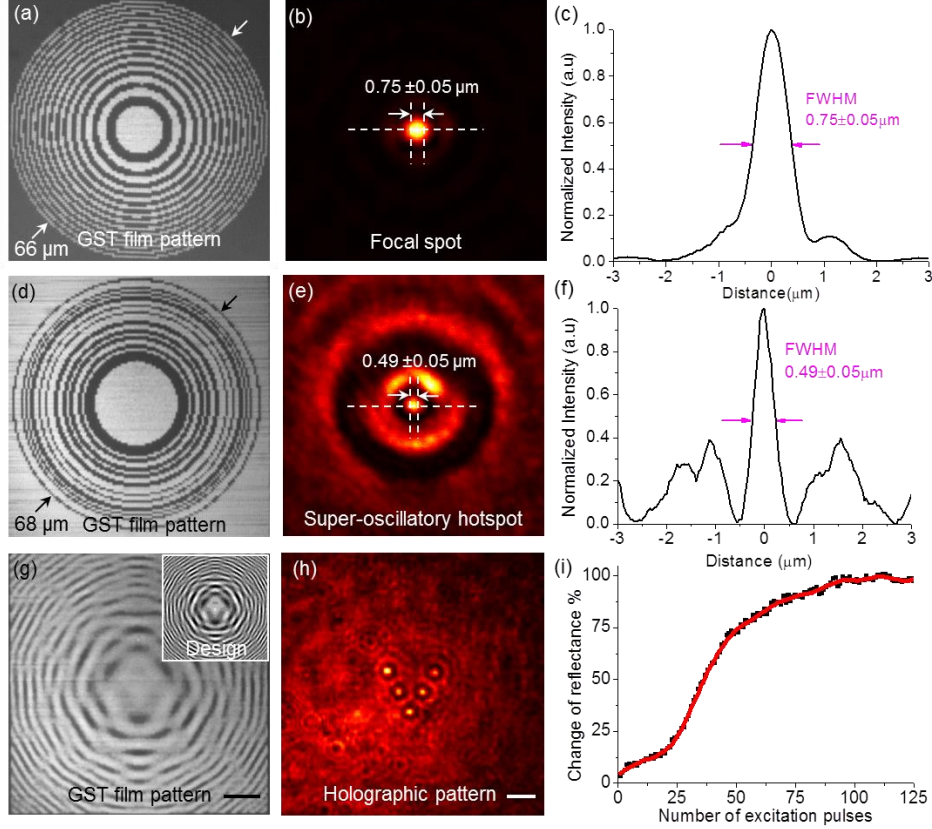 (a)
66 μm
GST film pattern
(b)
0.75 ±0.05 μm
Focal spot
(c)
Normalized Intensity (a.u)
1.0
0.8
0.6
0.4
0.2
0.0
FWHM
0.75±0.05μm
-3 -2 -1 0 1 2 3
Distance(μm)
(d)
68 μm
GST film pattern
(e)
0.49 ±0.05 μm
Super-oscillatory hotspot
(f)
Normalized Intensity (a.u)
1.0
0.8
0.6
0.4
0.2
0.0
FWHM
0.49±0.05μm
-3 -2 -1 0 1 2 3
Distance (μm)
(g)
Design
GST film pattern
(h)
Holographic pattern
(i)
Change of reflectance %
100
75
50
25
0
0 25 50 75 100 125
Number of excitation pulses